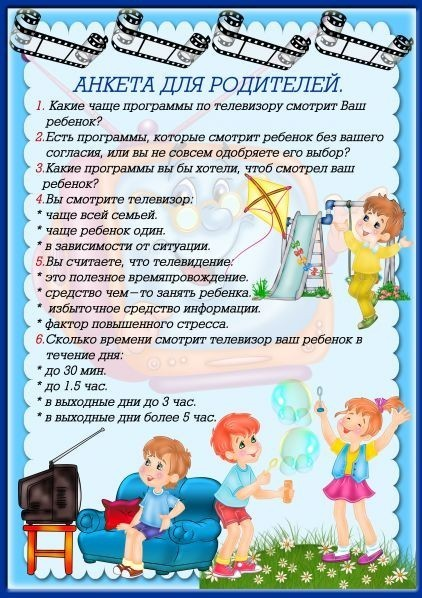 АНКЕТА ДЛЯ РОДИТЕЛЕЙ.
1. Какие чаще программы по телевизору смотрит Ваш
ребенок?
2.Есть программы, которые смотрит ребенок без вашего
согласия, или вы не совсем одобряете его выбор?
3.Какие программы вы бы хотели, чтоб смотрел ваш
ребенок?
4.Вы смотрите телевизор:
* чаще всей семьей.
* чаще ребенок один.
* в зависимости от ситуации.
5.Вы считаете, что телевидение:
* это полезное времяпровождение.
* средство чем-то занять ребенка.
* избыточное средство информации.
* фактор повышенного стресса.
6.Сколько времени смотрит телевизор ваш ребенок в
течение дня:
* до 30 мин.
* до 1.5 час.
* в выходные дни до 3 час.
* в выходные дни более 5 час.